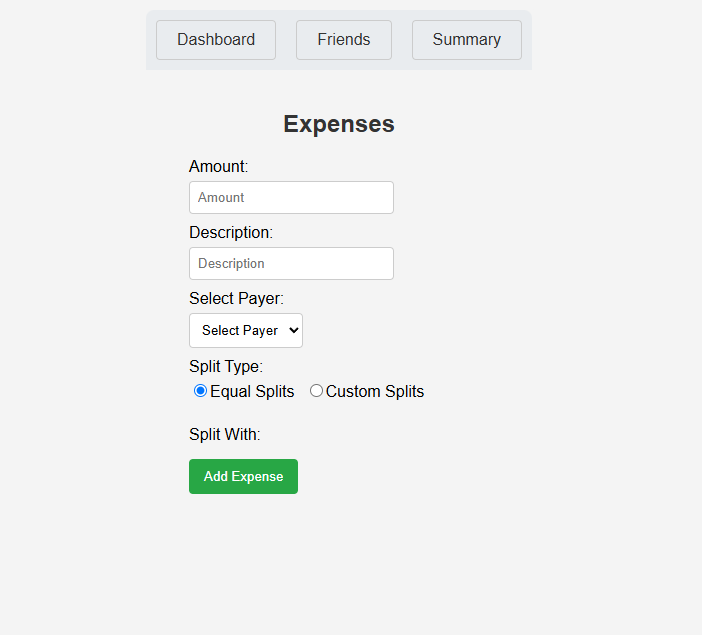 Dashboard Friends Summary
Expenses
Amount:
Amount
Description:
Description
Select Payer:
Select Payer
Split Type:
Equal Splits Custom Splits
Split With:
Add Expense